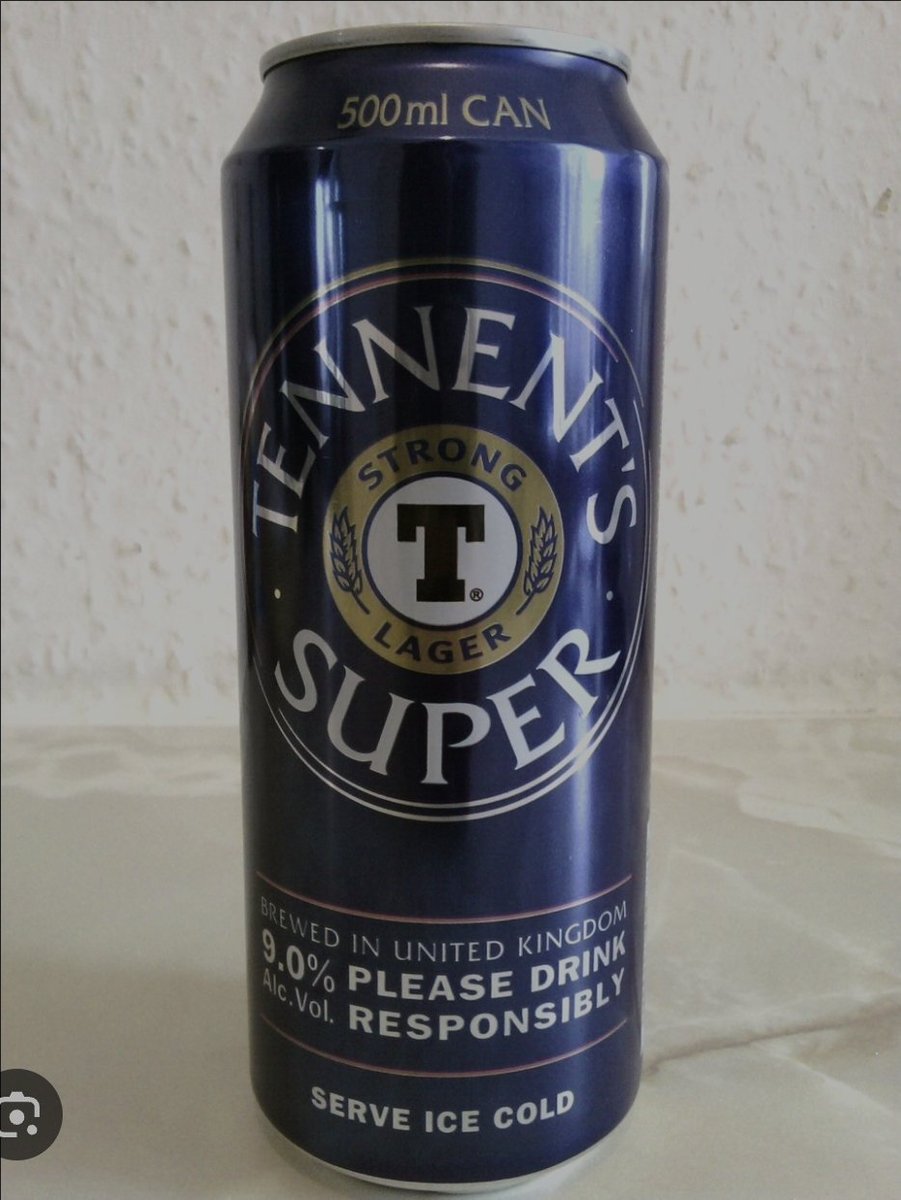 500ml CAN
TENNENT'S
STRONG
T®
LAGER
SUPER
BREWED IN UNITED KINGDOM
9.0% PLEASE DRINK
Alc.Vol. RESPONSIBLY
SERVE ICE COLD